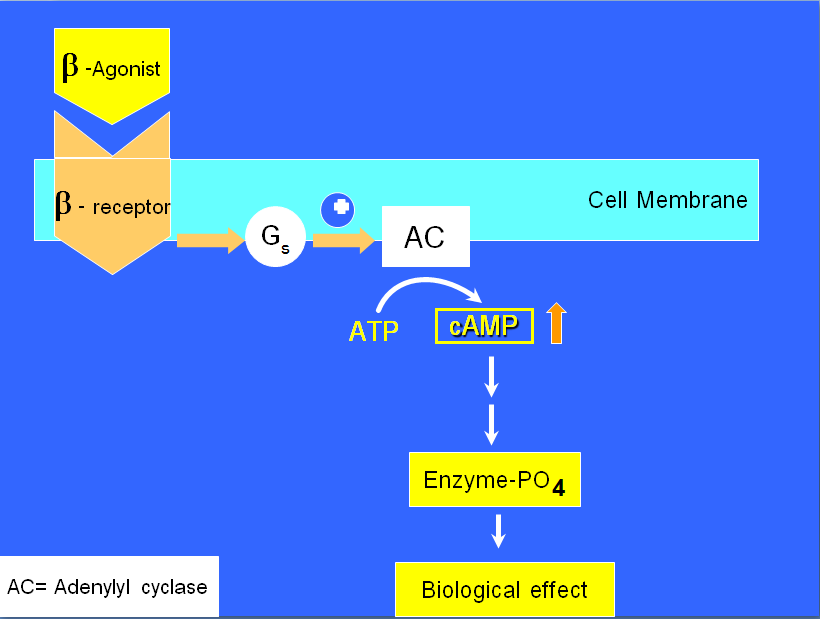 β -Agonist
β - receptor
Cell Membrane
Gs
AC
ATP
cAMP
Enzyme-PO4
AC= Adenylyl cyclase
Biological effect